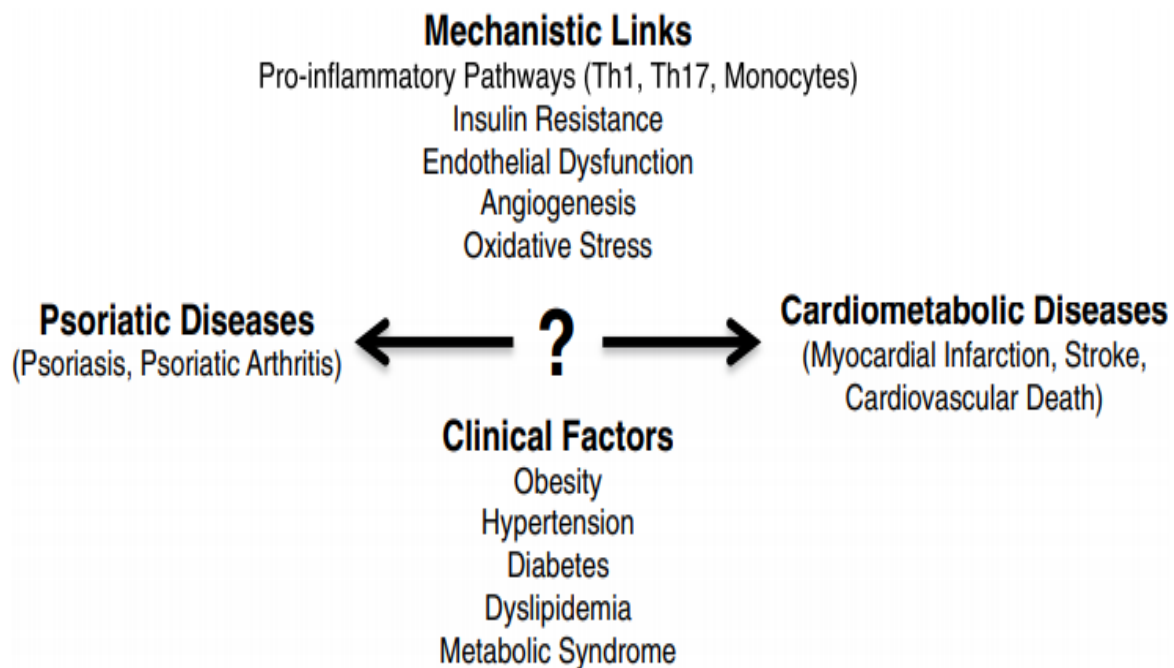 Mechanistic Links
Pro-inflammatory Pathways (Th1, Th17, Monocytes)
Insulin Resistance
Endothelial Dysfunction
Angiogenesis
Oxidative Stress
Psoriatic Diseases
(Psoriasis, Psoriatic Arthritis)
?
Cardiometabolic Diseases
(Myocardial Infarction, Stroke,
Cardiovascular Death)
Clinical Factors
Obesity
Hypertension
Diabetes
Dyslipidemia
Metabolic Syndrome